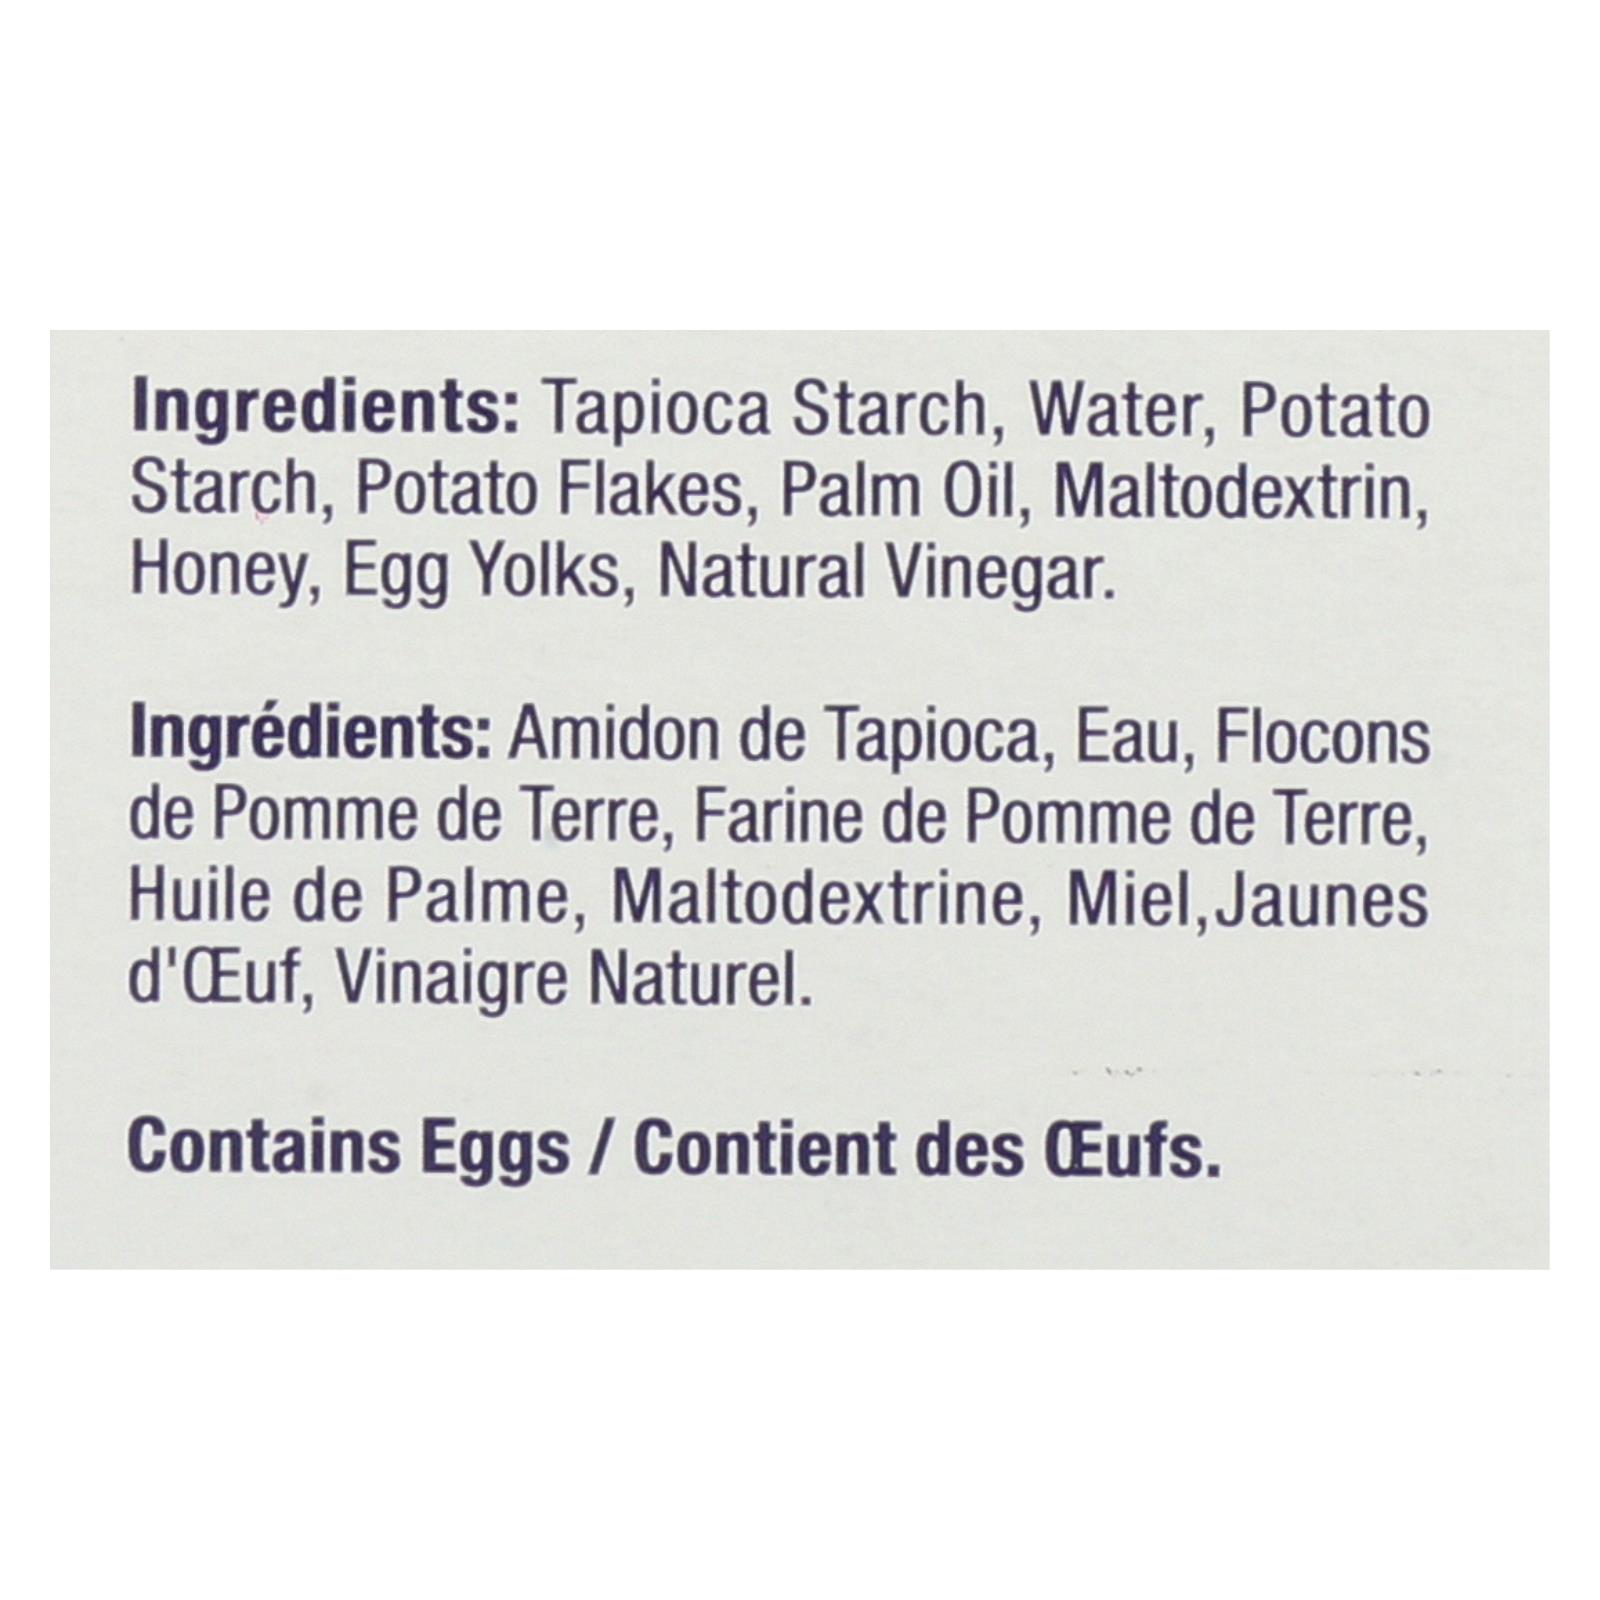 Ingredients: Tapioca Starch, Water, Potato
Starch, Potato Flakes, Palm Oil, Maltodextrin,
Honey, Egg Yolks, Natural Vinegar.
Ingrédients: Amidon de Tapioca, Eau, Flocons
de Pomme de Terre, Farine de Pomme de Terre,
Huile de Palme, Maltodextrine, Miel,Jaunes
d'Œuf, Vinaigre Naturel.
Contains Eggs / Contient des Œufs.